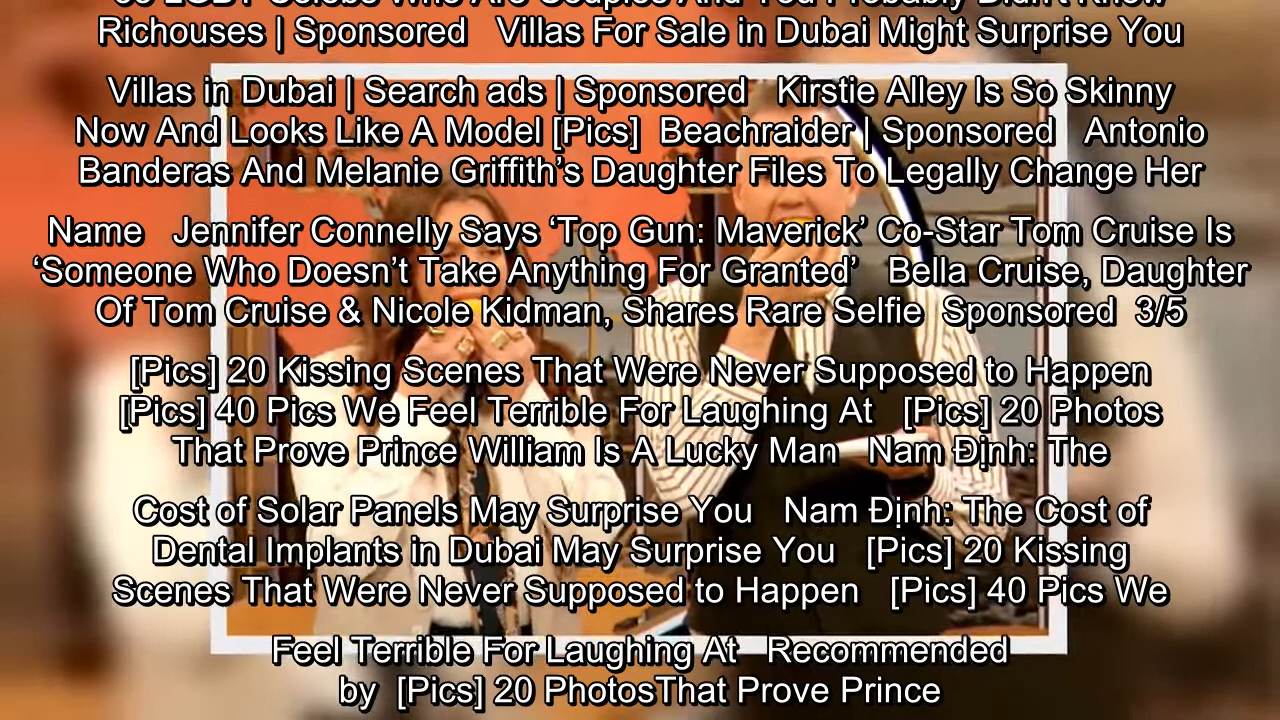 Richouses | Sponsored Villas For Sale in Dubai Might Surprise You
Villas in Dubai | Search ads | Sponsored Kirstie Alley Is So Skinny
Now And Looks Like A Model [Pics] Beachraider | Sponsored Antonio
Banderas And Melanie Griffith’s Daughter Files To Legally Change Her
Name Jennifer Connelly Says ‘Top Gun: Maverick’ Co-Star Tom Cruise Is
‘Someone Who Doesn’t Take Anything For Granted’ Bella Cruise, Daughter
Of Tom Cruise & Nicole Kidman, Shares Rare Selfie Sponsored 3/5
[Pics] 20 Kissing Scenes That Were Never Supposed to Happen
[Pics] 40 Pics We Feel Terrible For Laughing At [Pics] 20 Photos
That Prove Prince William Is A Lucky Man Nam Định: The
Cost of Solar Panels May Surprise You Nam Định: The Cost of
Dental Implants in Dubai May Surprise You [Pics] 20 Kissing
Scenes That Were Never Supposed to Happen [Pics] 40 Pics We
Feel Terrible For Laughing At Recommended
by [Pics] 20 PhotosThat Prove Prince